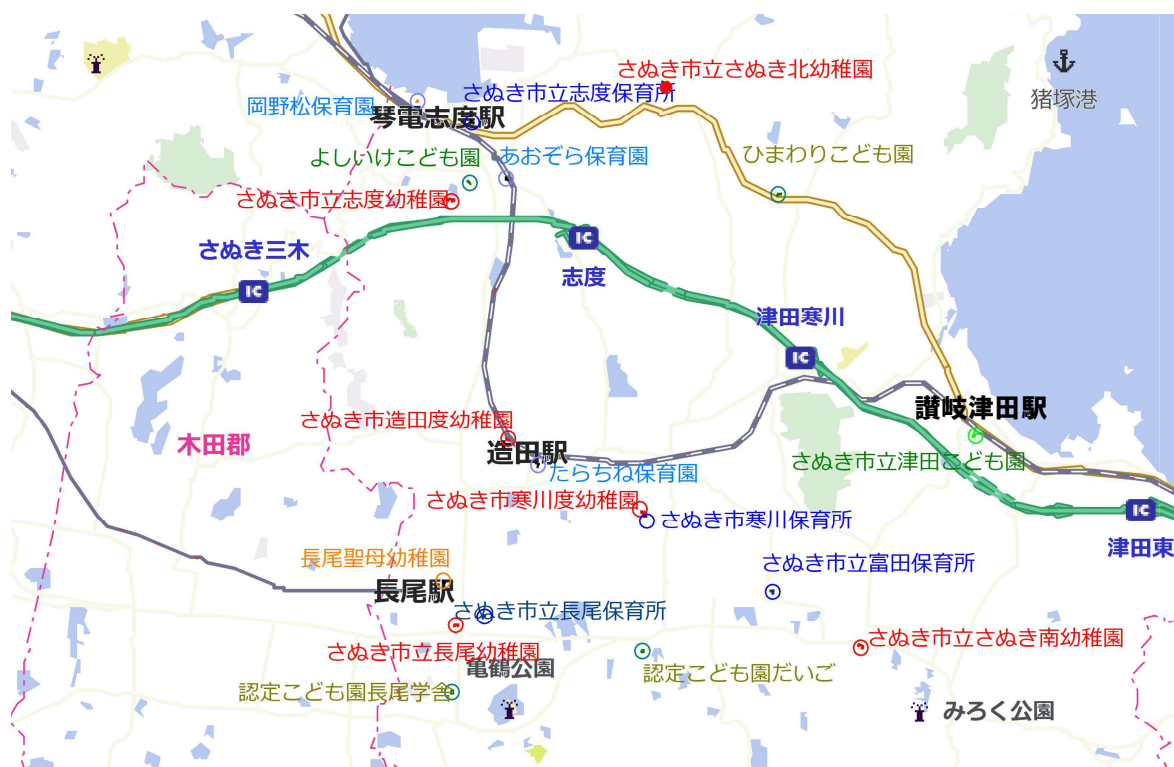 さぬき市立さぬき北幼稚園
さぬき市立志度保育所
猪塚港
岡野松保育園
琴電志度駅
よしいけこども園
あおぞら保育園
ひまわりこども園
さぬき市立志度幼稚園
さぬき三木
IC
志度
IC
津田寒川
IC
讃岐津田駅
さぬき市造田度幼稚園
木田郡
造田駅
さぬき市立津田こども園
たらちね保育園
さぬき市寒川度幼稚園
さぬき市寒川保育所
IC
津田東
長尾聖母幼稚園
さぬき市立富田保育所
長尾駅
さぬき市立長尾保育所
さぬき市立さぬき南幼稚園
さぬき市立長尾幼稚園
亀鶴公園
認定こども園だいご
認定こども園長尾学舎
みろく公園